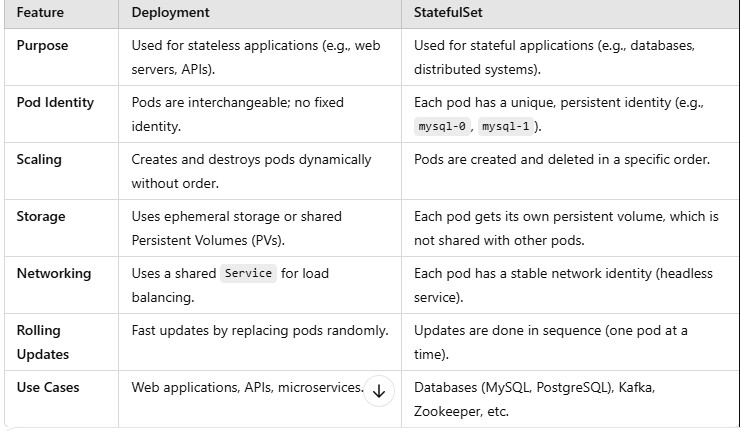 Feature Deployment StatefulSet
Purpose Used for stateless applications (e.g., web Used for stateful applications (e.g., databases,
servers, APIs). distributed systems).
Pod Identity Pods are interchangeable; no fixed Each pod has a unique, persistent identity (e.g.,
identity. mysql-0 , mysql-1 ).
Scaling Creates and destroys pods dynamically Pods are created and deleted in a specific order.
without order.
Storage Uses ephemeral storage or shared Each pod gets its own persistent volume, which is
Persistent Volumes (PVs). not shared with other pods.
Networking Uses a shared Service for load Each pod has a stable network identity (headless
balancing. service).
Rolling Fast updates by replacing pods randomly. Updates are done in sequence (one pod at a
Updates time).
Use Cases Web applications, APIs, microservices. Databases (MySQL, PostgreSQL), Kafka,
Zookeeper, etc.